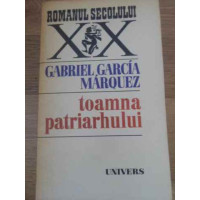 ROMANUL SECOLULUI
XX
GABRIEL GARCÍA
MÁRQUEZ
toamna
patriarhului
UNIVERS